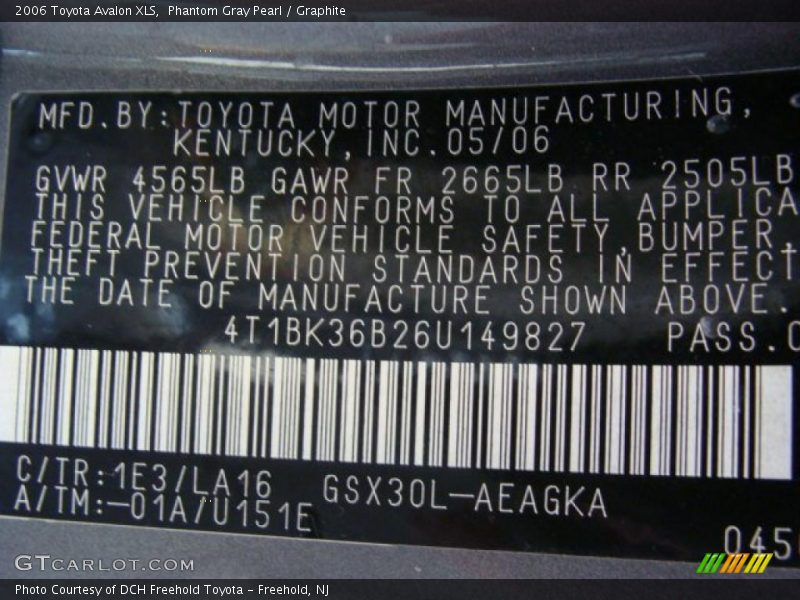 2006 Toyota Avalon XLS, Phantom Gray Pearl / Graphite
MFD.BY:TOYOTA MOTOR MANUFACTURING,
KENTUCKY,INC.05/06
GVWR 4565LB GAWR FR 2665LB RR 2505LB
THIS VEHICLE CONFORMS TO ALL APPLICA
FEDERAL MOTOR VEHICLE SAFETY,BUMPER,
THEFT PREVENTION STANDARDS IN EFFECT
THE DATE OF MANUFACTURE SHOWN ABOVE.
4T1BK36B26U149827 PASS.C
C/TR:1E3/LA16 GSX30L-AEAGKA
A/TM:-01A/U151E
045
GTCARLOT.COM
Photo Courtesy of DCH Freehold Toyota - Freehold, NJ